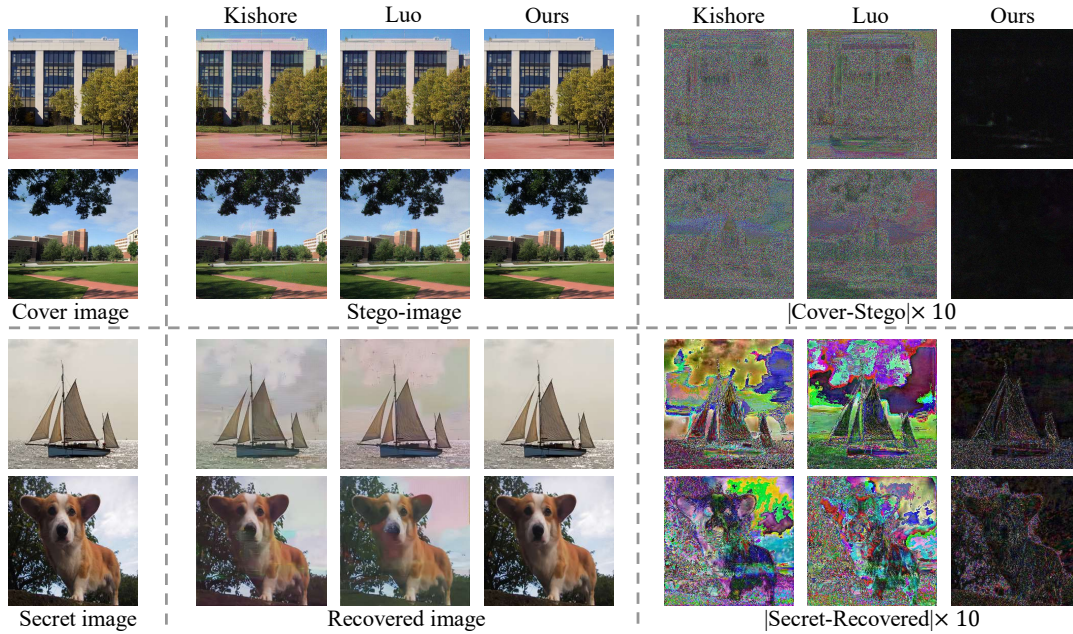 Kishore Luo Ours Kishore Luo Ours
Cover image Stego-image |Cover-Stego|× 10
Secret image Recovered image |Secret-Recovered|× 10